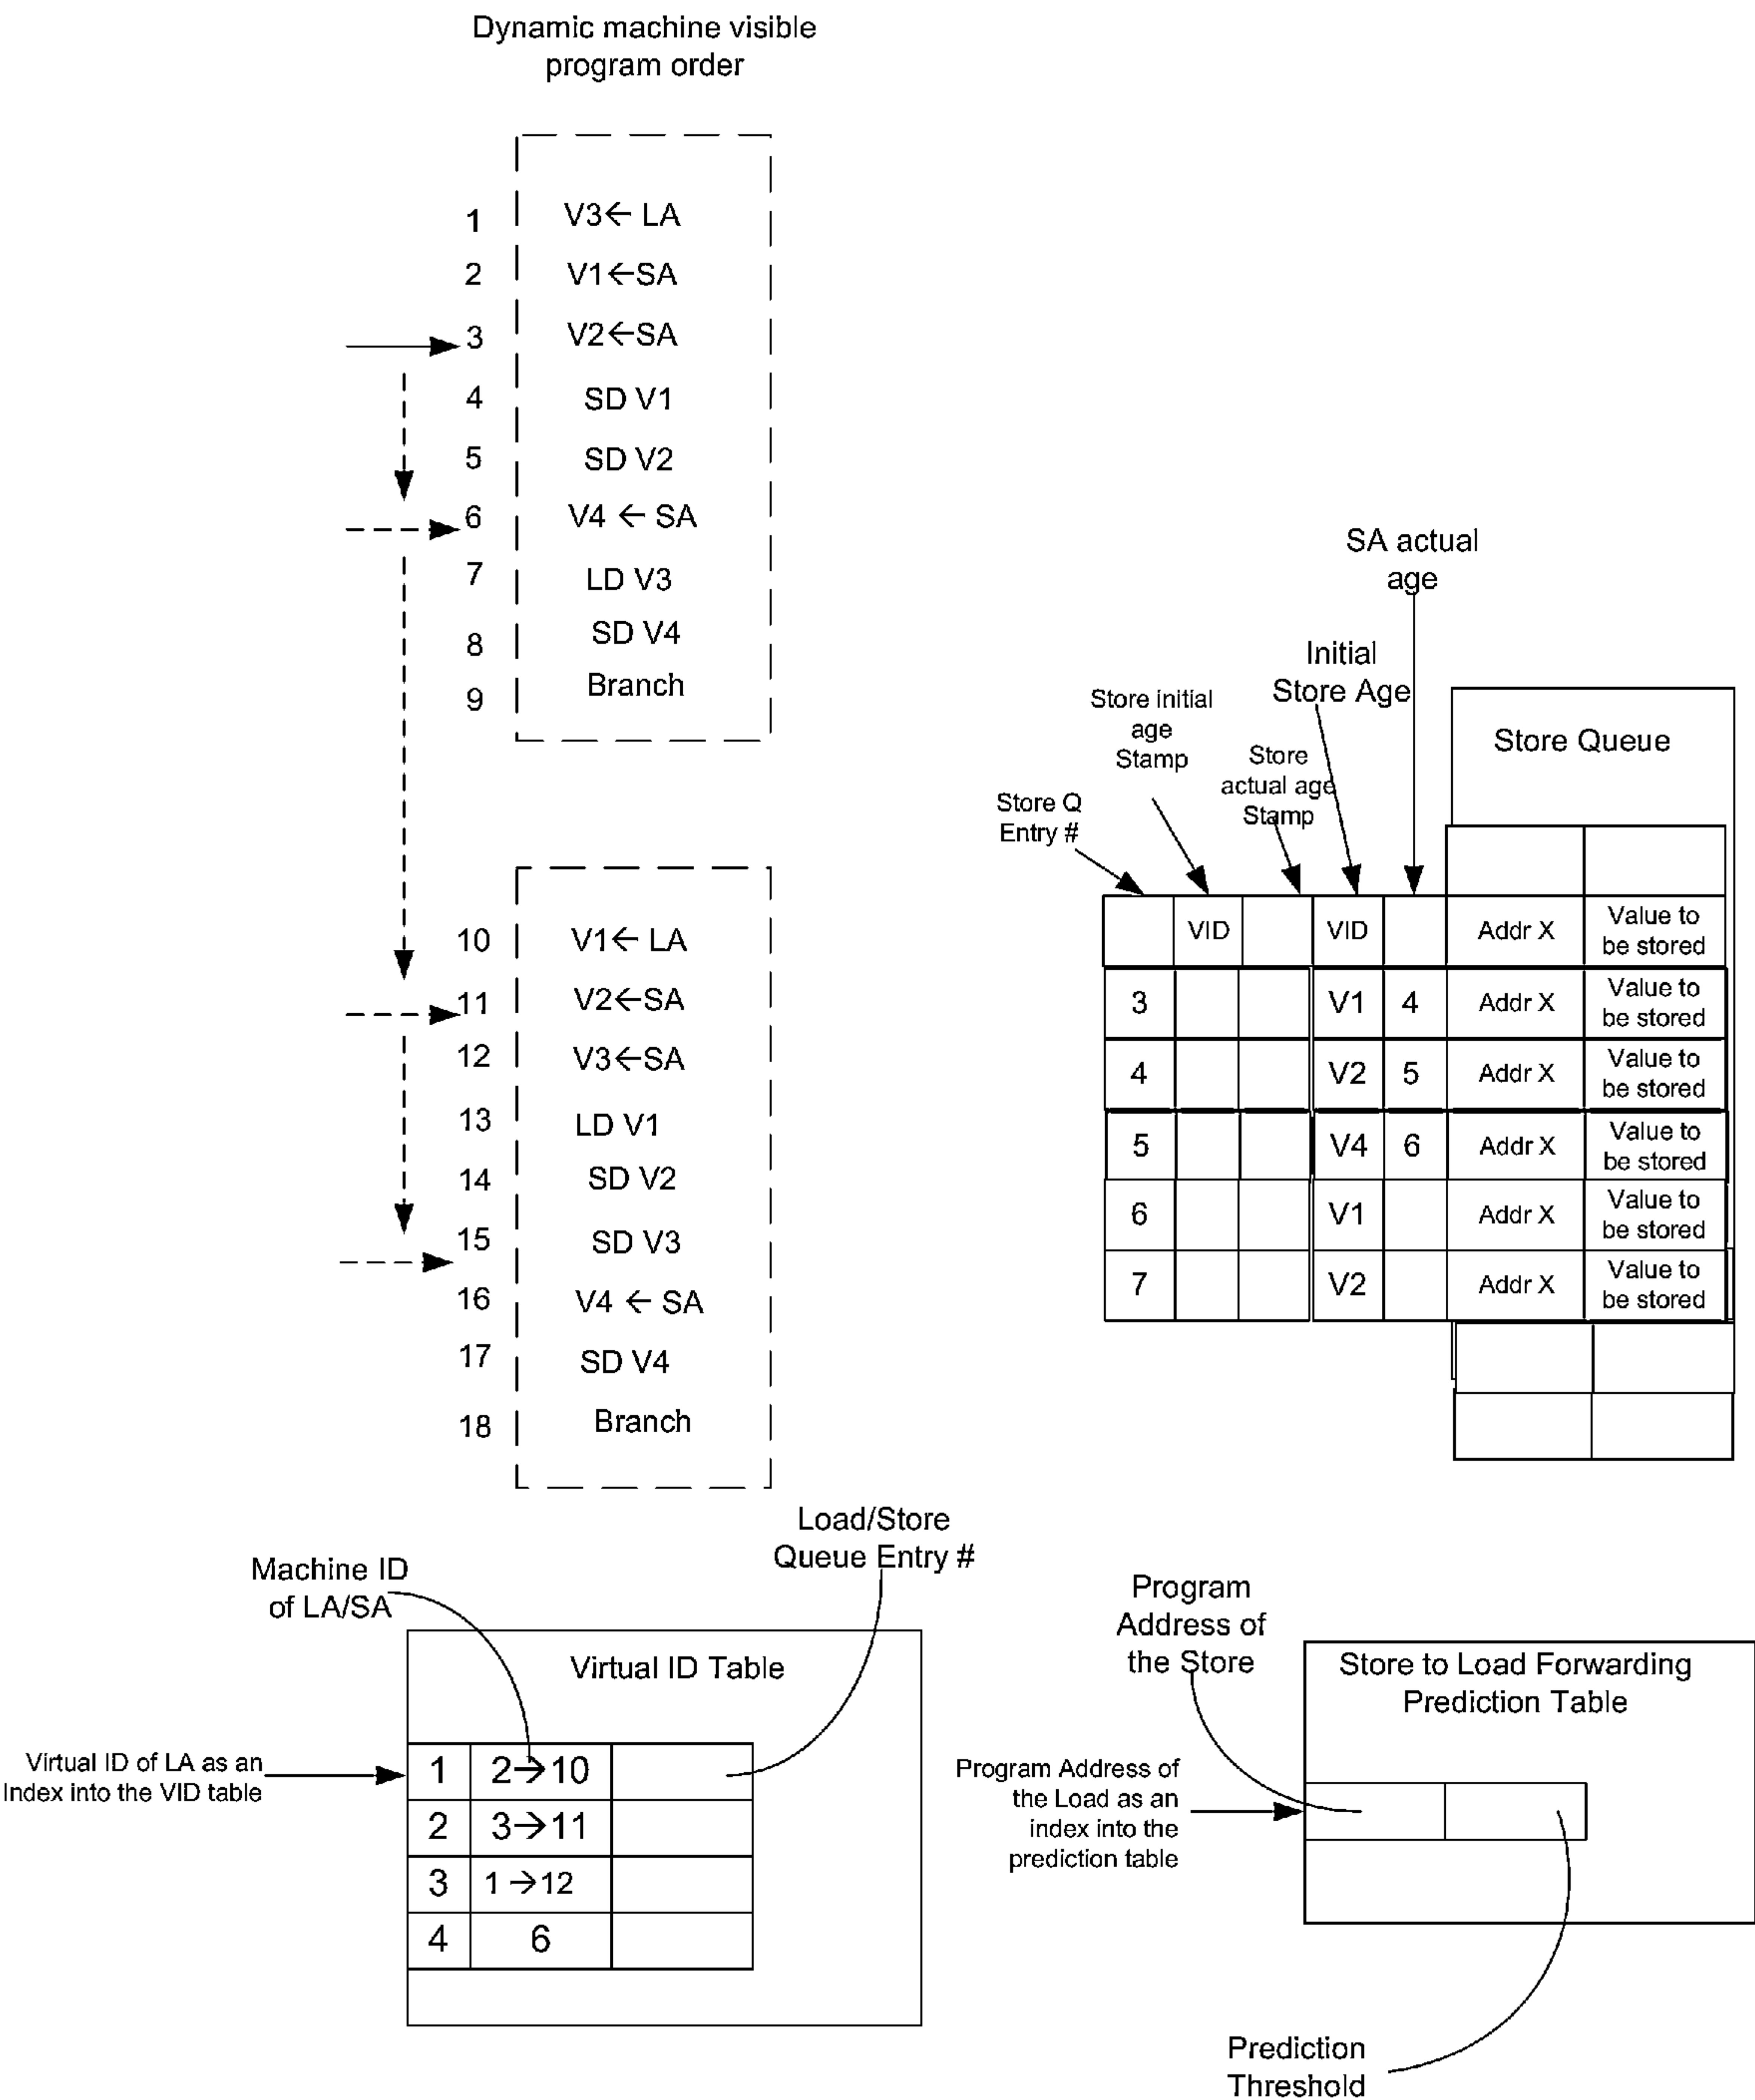 Dynamic machine visible
program order
1 V3← LA
2 V1←SA
3 V2←SA
4 SD V1
5 SD V2
6 V4 ← SA
7 LD V3
8 SD V4
9 Branch
10 V1← LA
11 V2←SA
12 V3←SA
13 LD V1
14 SD V2
15 SD V3
16 V4 ← SA
17 SD V4
18 Branch
SA actual
age
Initial
Store Age
Store initial
age
Stamp
Store
actual age
Stamp
Store Q
Entry #
Store Queue
VID VID Addr X Value to
be stored
3 V1 4 Addr X Value to
be stored
4 V2 5 Addr X Value to
be stored
5 V4 6 Addr X Value to
be stored
6 V1 Addr X Value to
be stored
7 V2 Addr X Value to
be stored
Load/Store
Queue Entry #
Machine ID
of LA/SA
Virtual ID Table
Virtual ID of LA as an
Index into the VID table
1 2→10
2 3→11
3 1→12
4 6
Program
Address of
the Store
Store to Load Forwarding
Prediction Table
Program Address of
the Load as an
index into the
prediction table
Prediction
Threshold